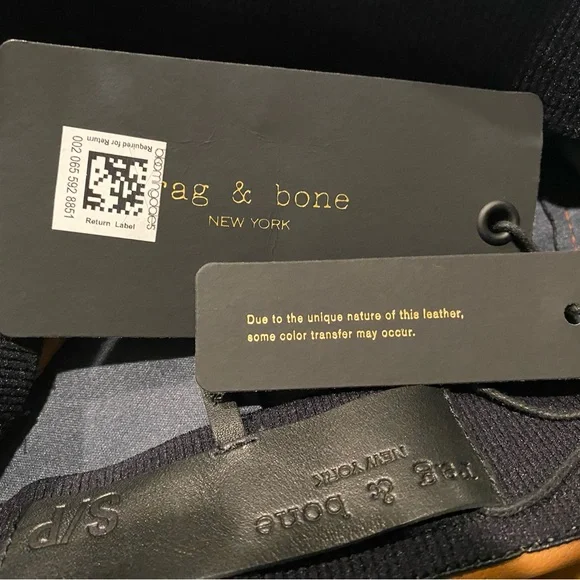 bloomingdales
Required for Return
002 065 592 8851
Return Label
rag & bone
NEW YORK
Due to the unique nature of this leather,
some color transfer may occur.
rag & bone
NEW YORK
S/P